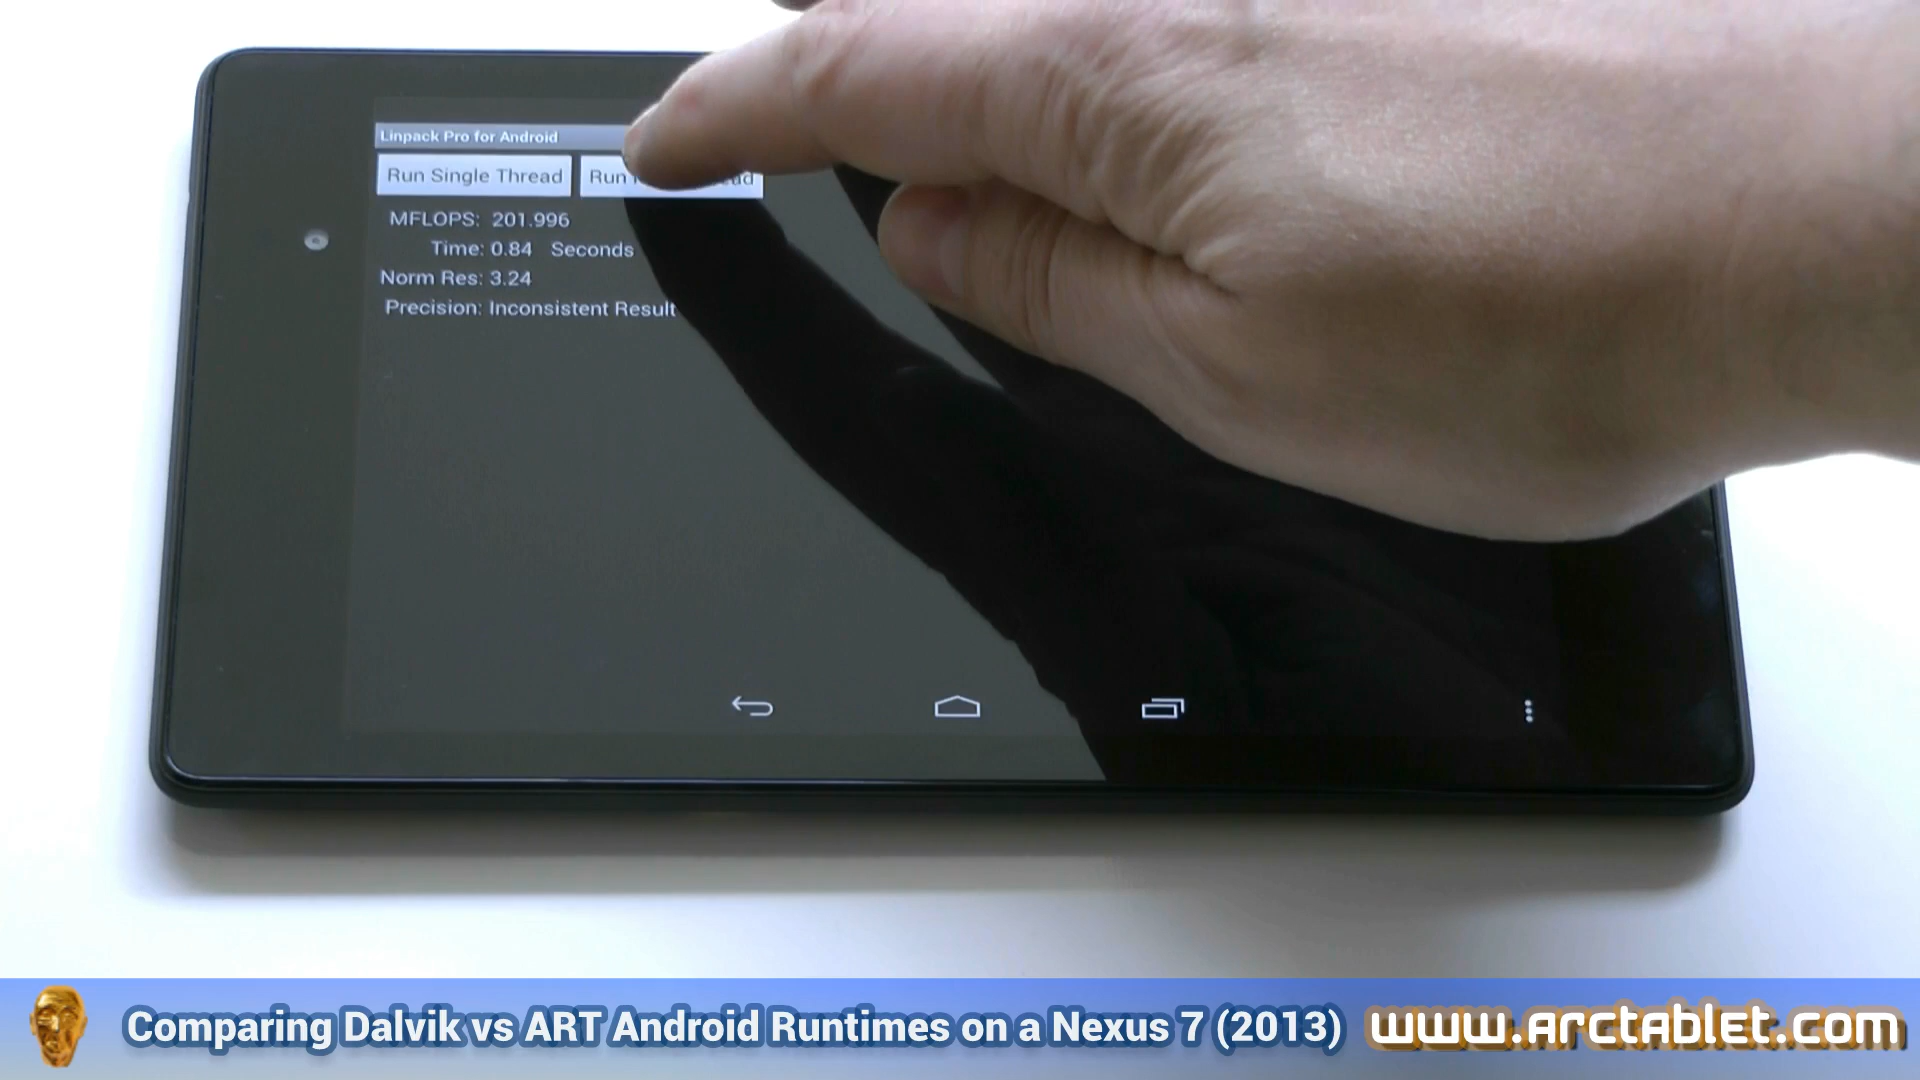 Linpack Pro for Android
Run Single Thread
Run
MFLOPS: 201.996
Time: 0.84 Seconds
Norm Res: 3.24
Precision: Inconsistent Result
Comparing Dalvik vs ART Android Runtimes on a Nexus 7 (2013)
www.arctablet.com